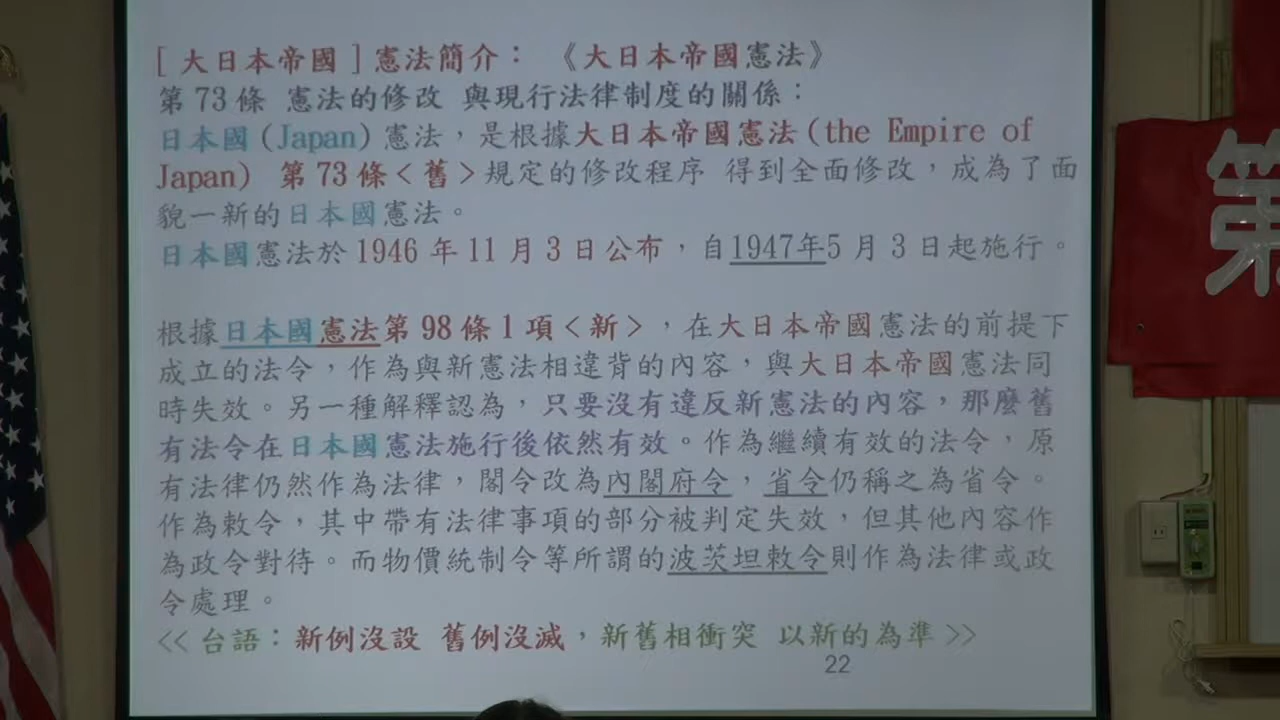 [ 大日本帝國 ] 憲法簡介： 《大日本帝國憲法》
第 73 條 憲法的修改 與現行法律制度的關係：
日本國 (Japan) 憲法，是根據大日本帝國憲法 (the Empire of
Japan) 第 73 條 < 舊 > 規定的修改程序 得到全面修改，成為了面
貌一新的日本國憲法。
日本國憲法於 1946 年 11 月 3 日公布，自1947年5 月 3 日起施行。
根據日本國憲法第 98 條 1 項 < 新 >，在大日本帝國憲法的前提下
成立的法令，作為與新憲法相違背的內容，與大日本帝國憲法同
時失效。另一種解釋認為，只要沒有違反新憲法的內容，那麼舊
有法令在日本國憲法施行後依然有效。作為繼續有效的法令，原
有法律仍然作為法律，閣令改為內閣府令，省令仍稱之為省令。
作為敕令，其中帶有法律事項的部分被判定失效，但其他內容作
為政令對待。而物價統制令等所謂的波茨坦敕令則作為法律或政
令處理。
<< 台語：新例沒設 舊例沒滅，新舊相衝突 以新的為準 >>
22
第